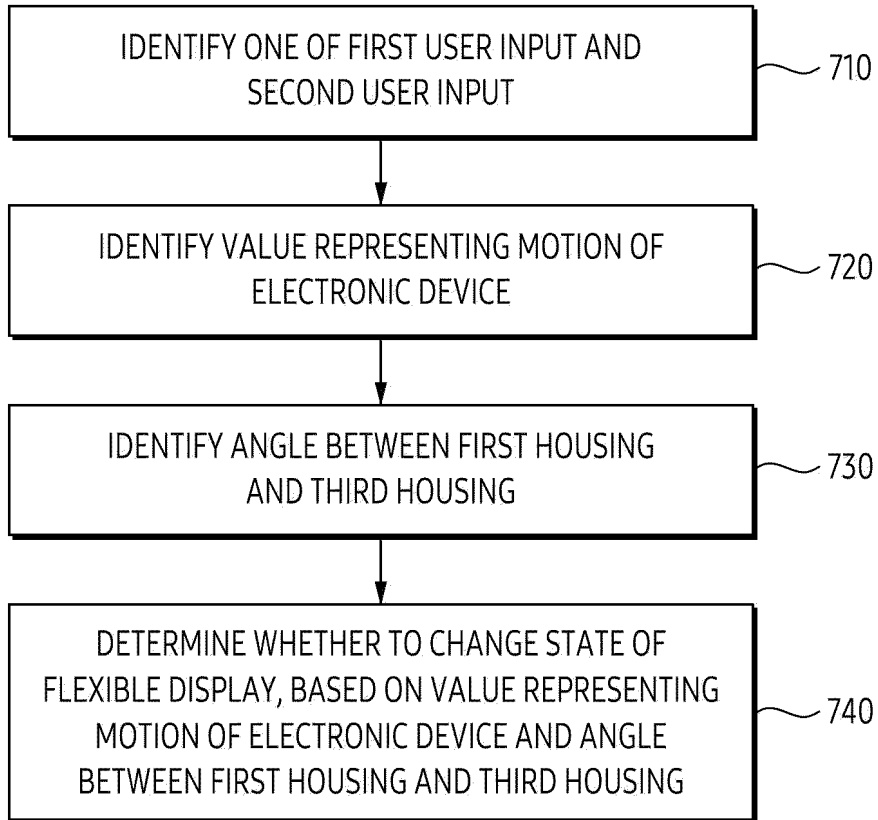 IDENTIFY ONE OF FIRST USER INPUT AND
SECOND USER INPUT
710
IDENTIFY VALUE REPRESENTING MOTION OF
ELECTRONIC DEVICE
720
IDENTIFY ANGLE BETWEEN FIRST HOUSING
AND THIRD HOUSING
730
DETERMINE WHETHER TO CHANGE STATE OF
FLEXIBLE DISPLAY, BASED ON VALUE REPRESENTING
MOTION OF ELECTRONIC DEVICE AND ANGLE
BETWEEN FIRST HOUSING AND THIRD HOUSING
740